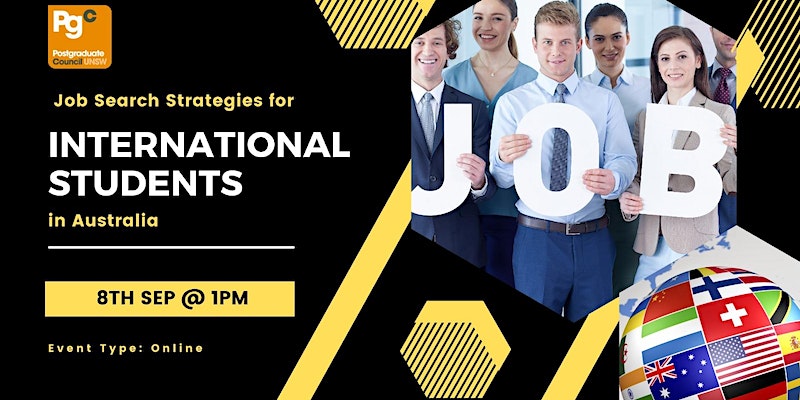 Pgc
Postgraduate
Council UNSW
Job Search Strategies for
INTERNATIONAL
STUDENTS
in Australia
8TH SEP @ 1PM
Event Type: Online
JOB